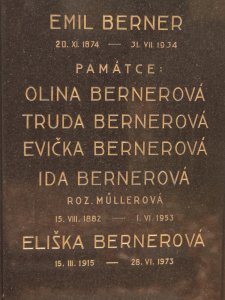 EMIL BERNER
20. XI. 1874 — 31. VII. 1934
PAMÁTCE:
OLINA BERNEROVÁ
TRUDA BERNEROVÁ
EVIČKA BERNEROVÁ
IDA BERNEROVÁ
ROZ. MÜLLEROVÁ
15. VIII. 1882 — 1. VI. 1953
ELIŠKA BERNEROVÁ
15. III. 1915 — 28. VI. 1973